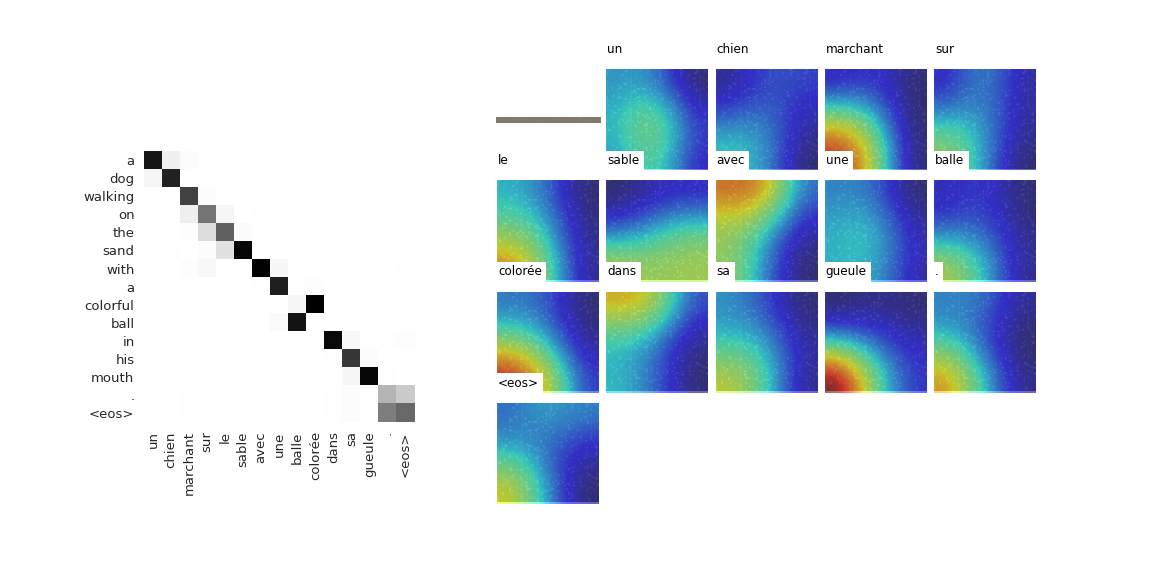 a
dog
walking
on
the
sand
with
a
colorful
ball
in
his
mouth
.
<eos>
un
chien
marchant
sur
le
sable
avec
une
balle
colorée
dans
sa
gueule
.
<eos>
un chien marchant sur
le sable avec une balle
colorée dans sa gueule .
<eos>